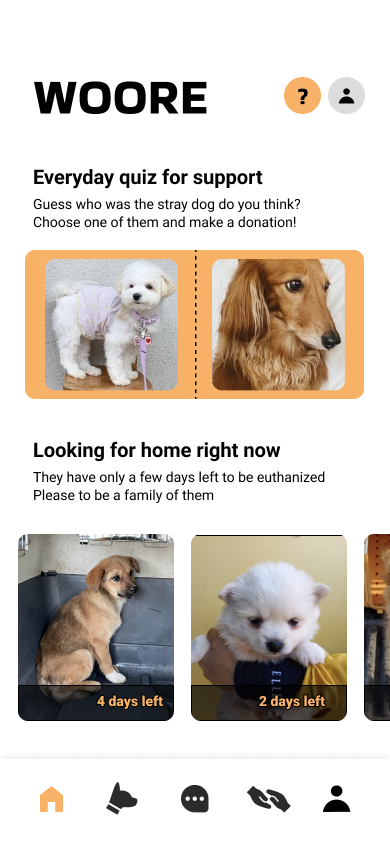 WOORE
?
Everyday quiz for support
Guess who was the stray dog do you think?
Choose one of them and make a donation!
Looking for home right now
They have only a few days left to be euthanized
Please to be a family of them
4 days left
2 days left